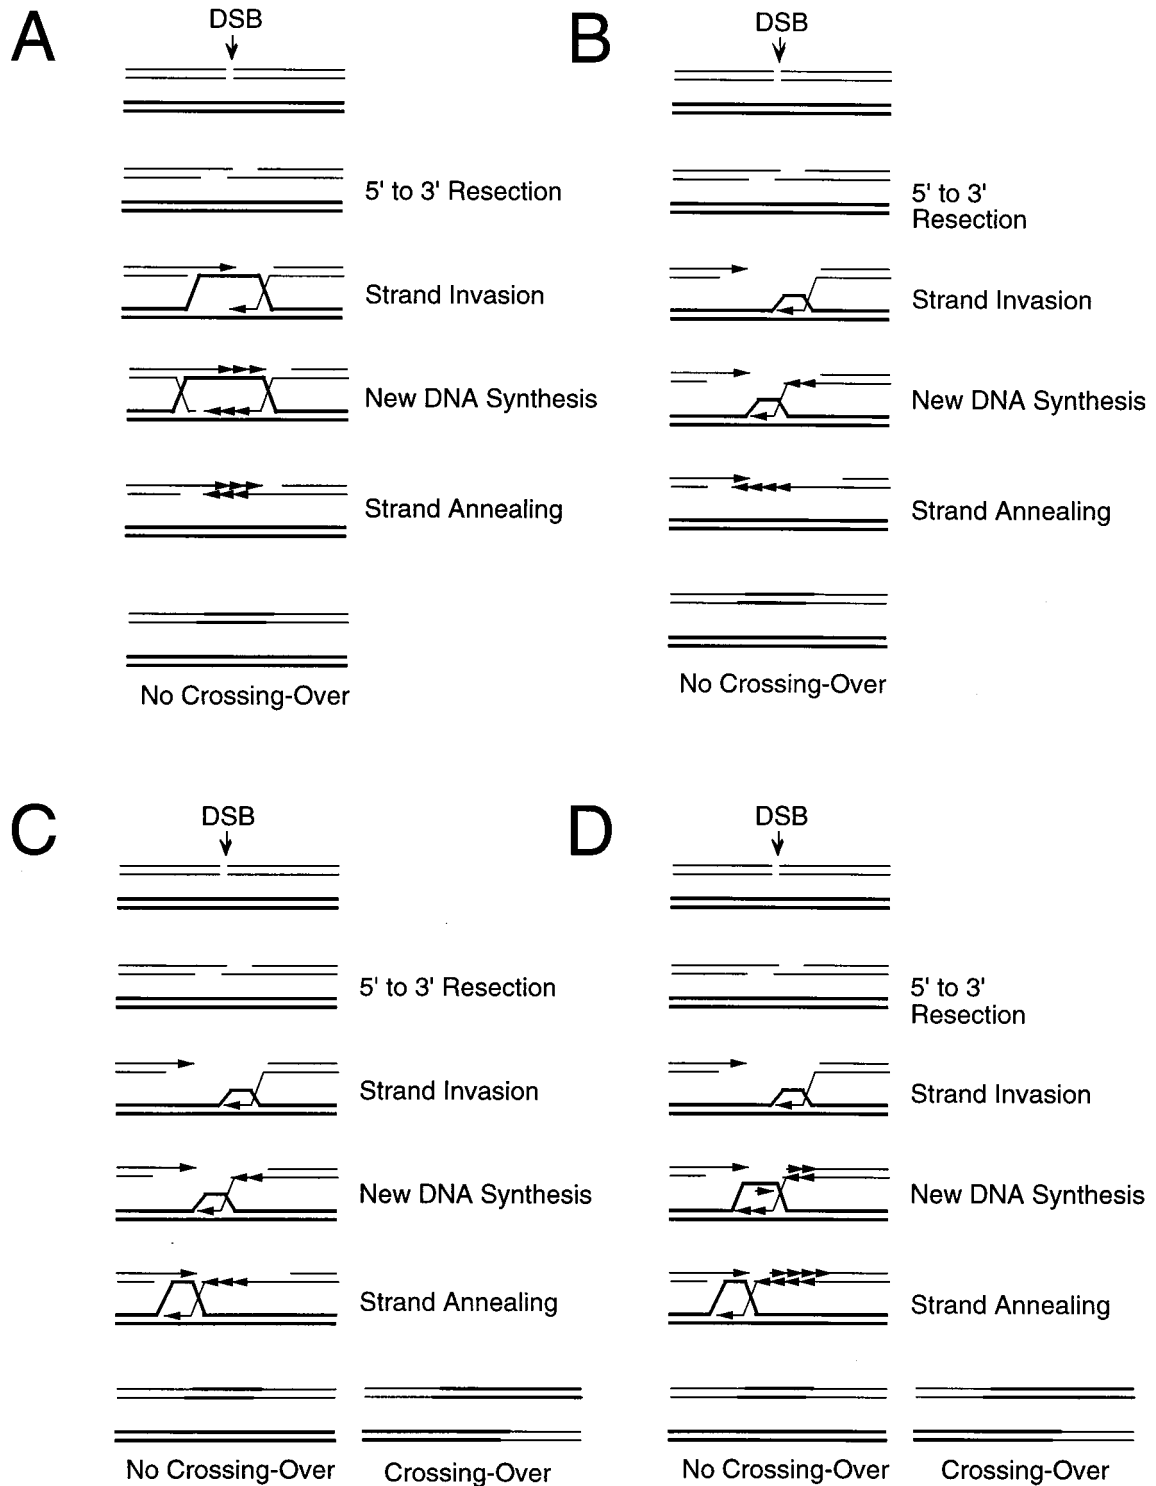 A
DSB
5' to 3' Resection
Strand Invasion
New DNA Synthesis
Strand Annealing
No Crossing-Over
B
DSB
5' to 3'
Resection
Strand Invasion
New DNA Synthesis
Strand Annealing
No Crossing-Over
C
DSB
5' to 3' Resection
Strand Invasion
New DNA Synthesis
Strand Annealing
No Crossing-Over
Crossing-Over
D
DSB
5' to 3'
Resection
Strand Invasion
New DNA Synthesis
Strand Annealing
No Crossing-Over
Crossing-Over